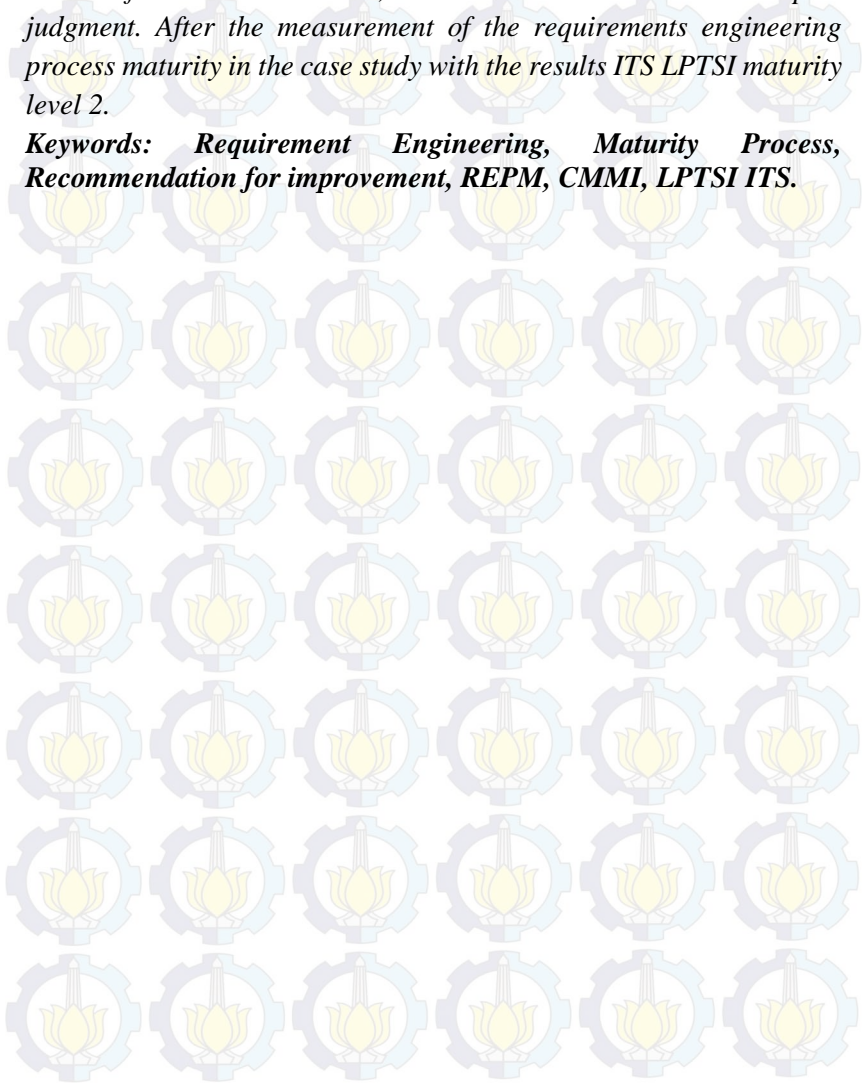 judgment. After the measurement of the requirements engineering
process maturity in the case study with the results ITS LPTSI maturity
level 2.
Keywords: Requirement Engineering, Maturity Process,
Recommendation for improvement, REPM, CMMI, LPTSI ITS.